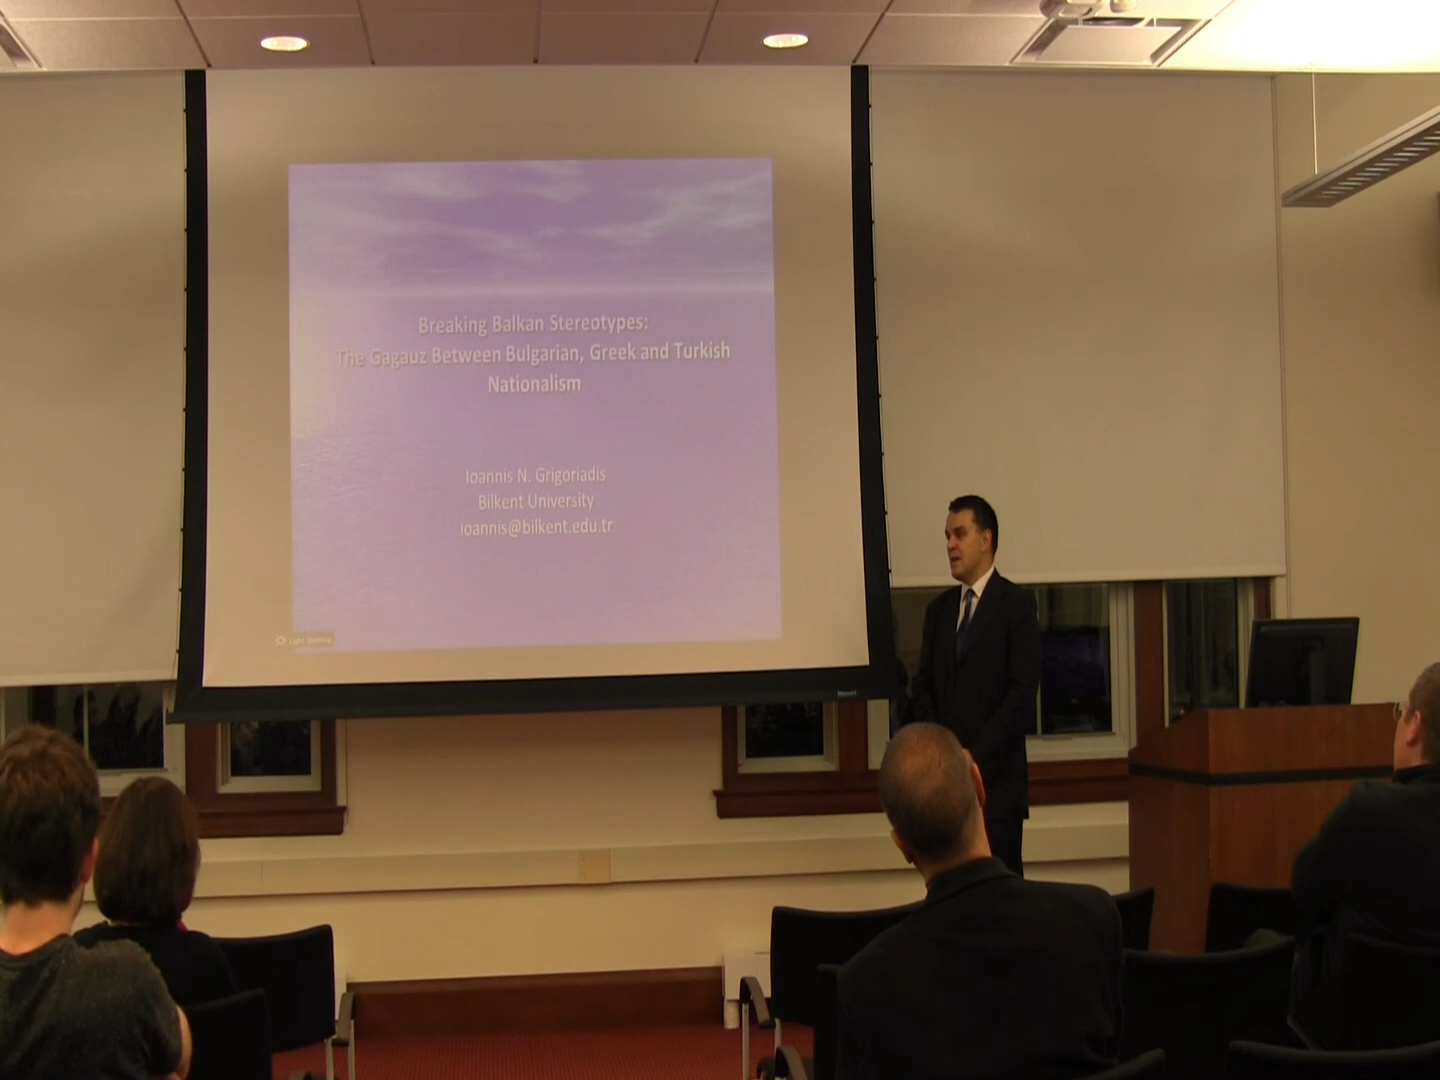 Breaking Balkan Stereotypes:
The Gagauz Between Bulgarian, Greek and Turkish
Nationalism
Ioannis N. Grigoriadis
Bilkent University
ioannis@bilkent.edu.tr